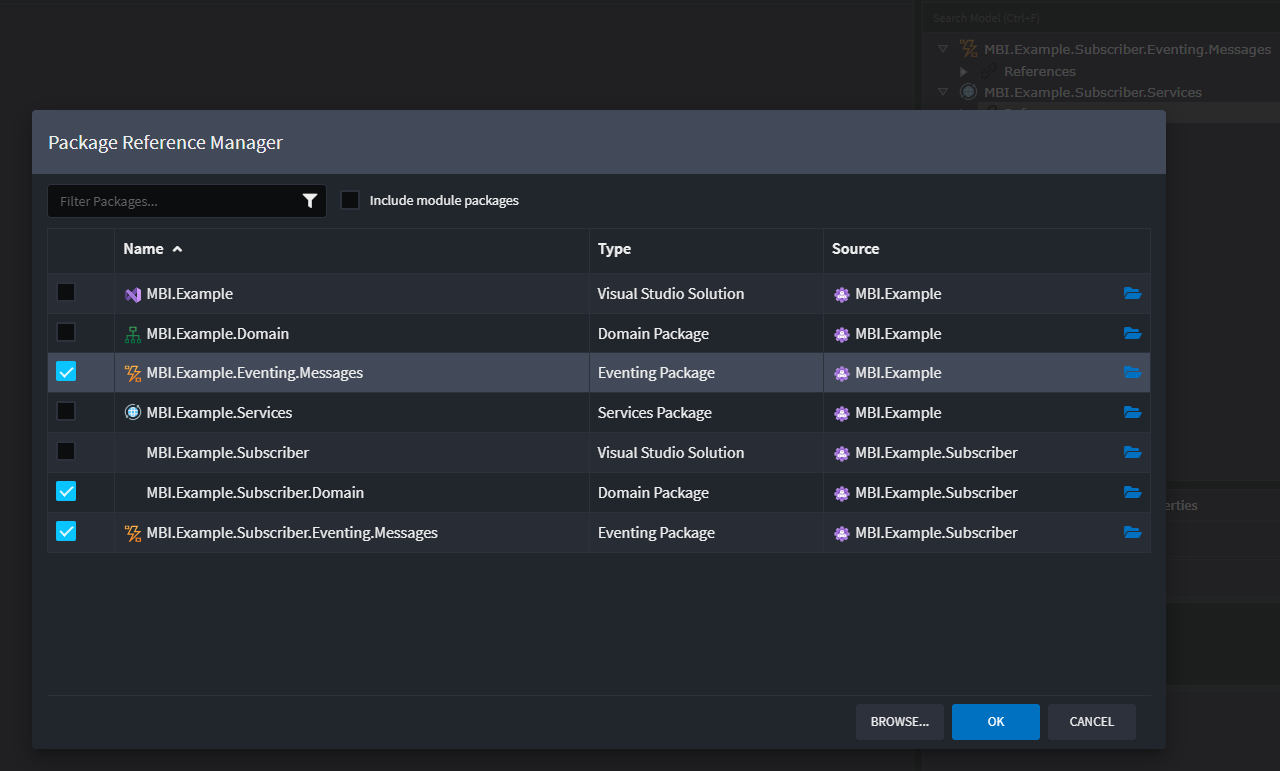 Search Model (Ctrl+F)
MBI.Example.Subscriber.Eventing.Messages
References
MBI.Example.Subscriber.Services
Package Reference Manager
Filter Packages...
Include module packages
Name Type Source
MBI.Example Visual Studio Solution MBI.Example
MBI.Example.Domain Domain Package MBI.Example
MBI.Example.Eventing.Messages Eventing Package MBI.Example
MBI.Example.Services Services Package MBI.Example
MBI.Example.Subscriber Visual Studio Solution MBI.Example.Subscriber
MBI.Example.Subscriber.Domain Domain Package MBI.Example.Subscriber
erties
MBI.Example.Subscriber.Eventing.Messages Eventing Package MBI.Example.Subscriber
BROWSE... OK CANCEL